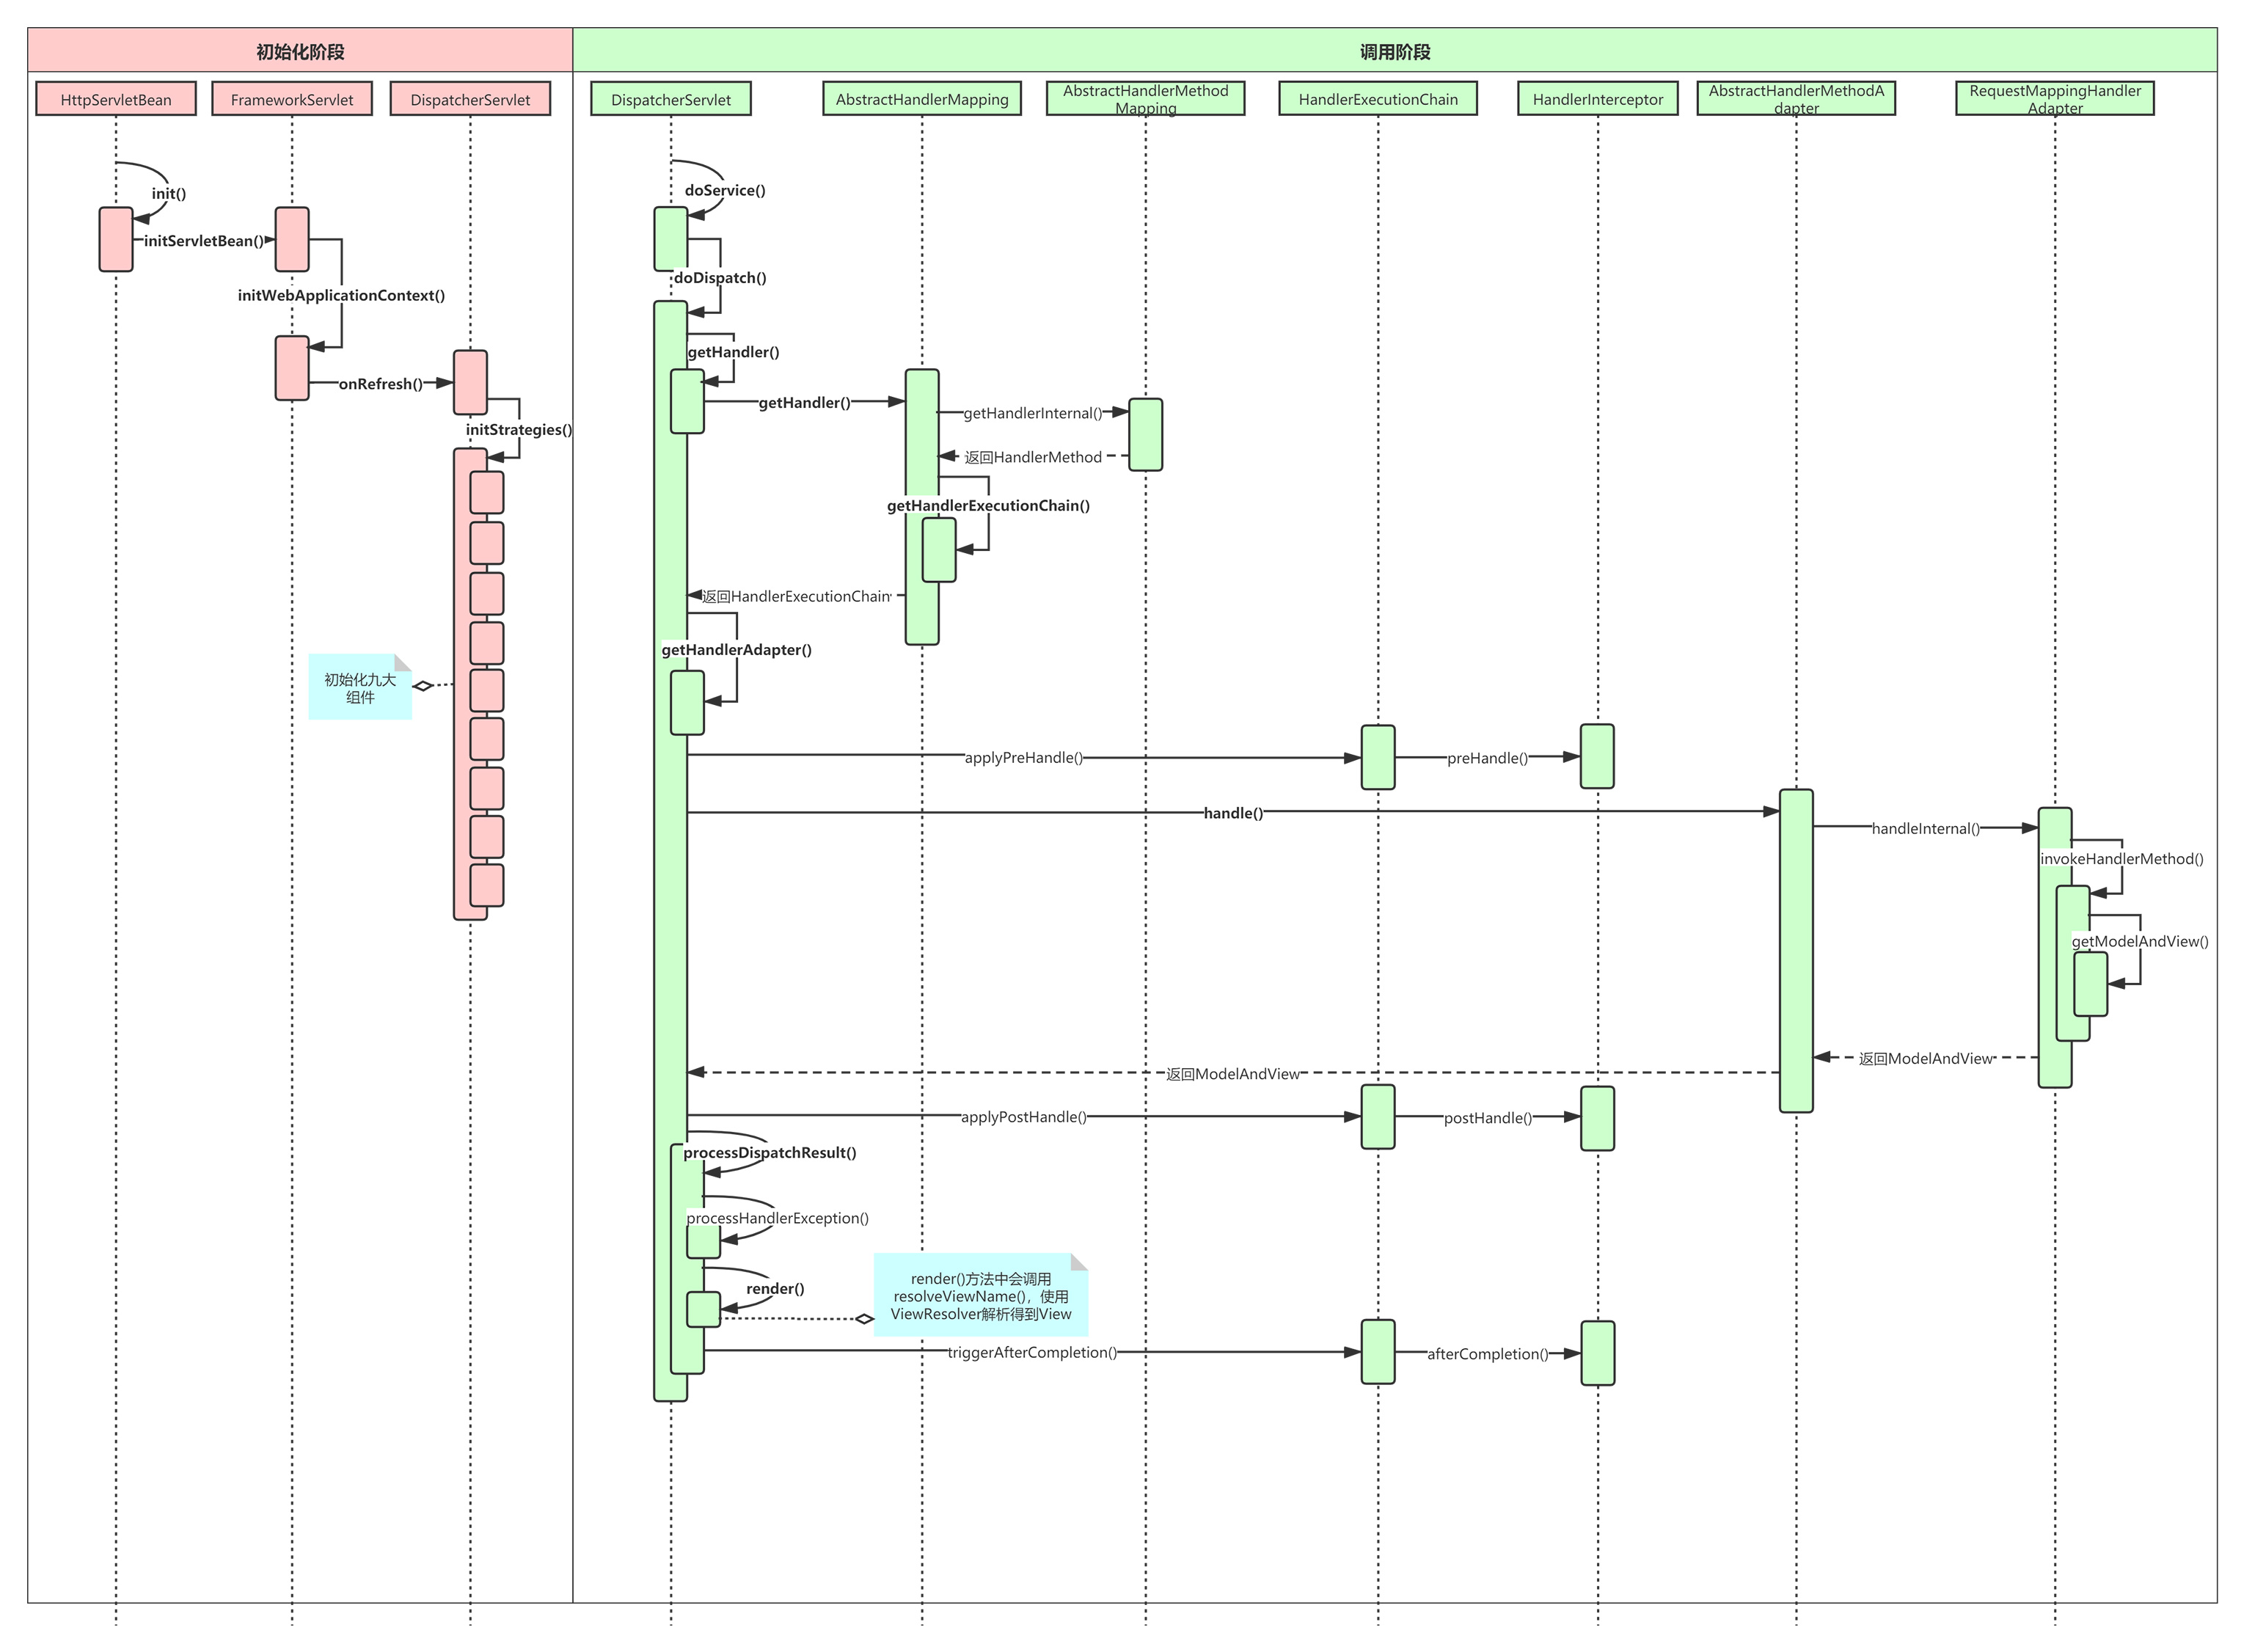 初始化阶段
调用阶段
HttpServletBean
FrameworkServlet
DispatcherServlet
DispatcherServlet
AbstractHandlerMapping
AbstractHandlerMethod
Mapping
HandlerExecutionChain
HandlerInterceptor
AbstractHandlerMethodA
dapter
RequestMappingHandler
Adapter
init()
initServletBean()
initWebApplicationContext()
onRefresh()
initStrategies()
初始化九大
组件
doService()
doDispatch()
getHandler()
getHandler()
getHandlerInternal()
返回HandlerMethod
getHandlerExecutionChain()
返回HandlerExecutionChain
getHandlerAdapter()
applyPreHandle()
preHandle()
handle()
handleInternal()
invokeHandlerMethod()
getModelAndView()
返回ModelAndView
返回ModelAndView
applyPostHandle()
postHandle()
processDispatchResult()
processHandlerException()
render()
render()方法中会调用
resolveViewName()，使用
ViewResolver解析得到View
triggerAfterCompletion()
afterCompletion()